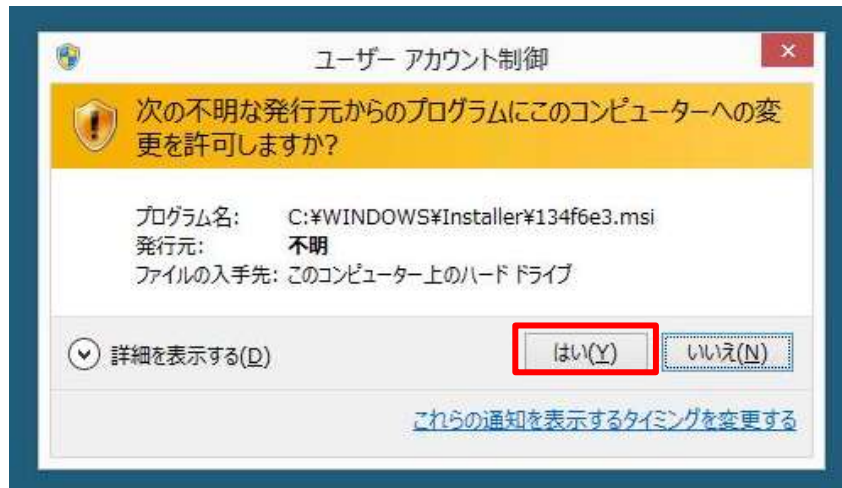 ユーザー アカウント制御
次の不明な発行元からのプログラムにこのコンピューターへの変
更を許可しますか?
プログラム名: C:¥WINDOWS¥Installer¥134f6e3.msi
発行元: 不明
ファイルの入手先: このコンピューター上のハード ドライブ
詳細を表示する(D) はい(Y) いいえ(N)
これらの通知を表示するタイミングを変更する